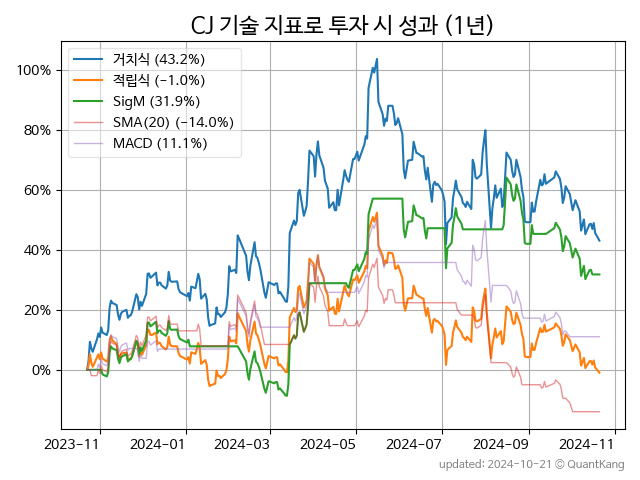 CJ 기술 지표로 투자 시 성과 (1년)
거치식 (43.2%)
적립식 (−1.0%)
SigM (31.9%)
SMA(20) (−14.0%)
MACD (11.1%)
100%
80%
60%
40%
20%
0%
2023-11
2024-01
2024-03
2024-05
2024-07
2024-09
2024-11
updated: 2024-10-21 © QuantKang